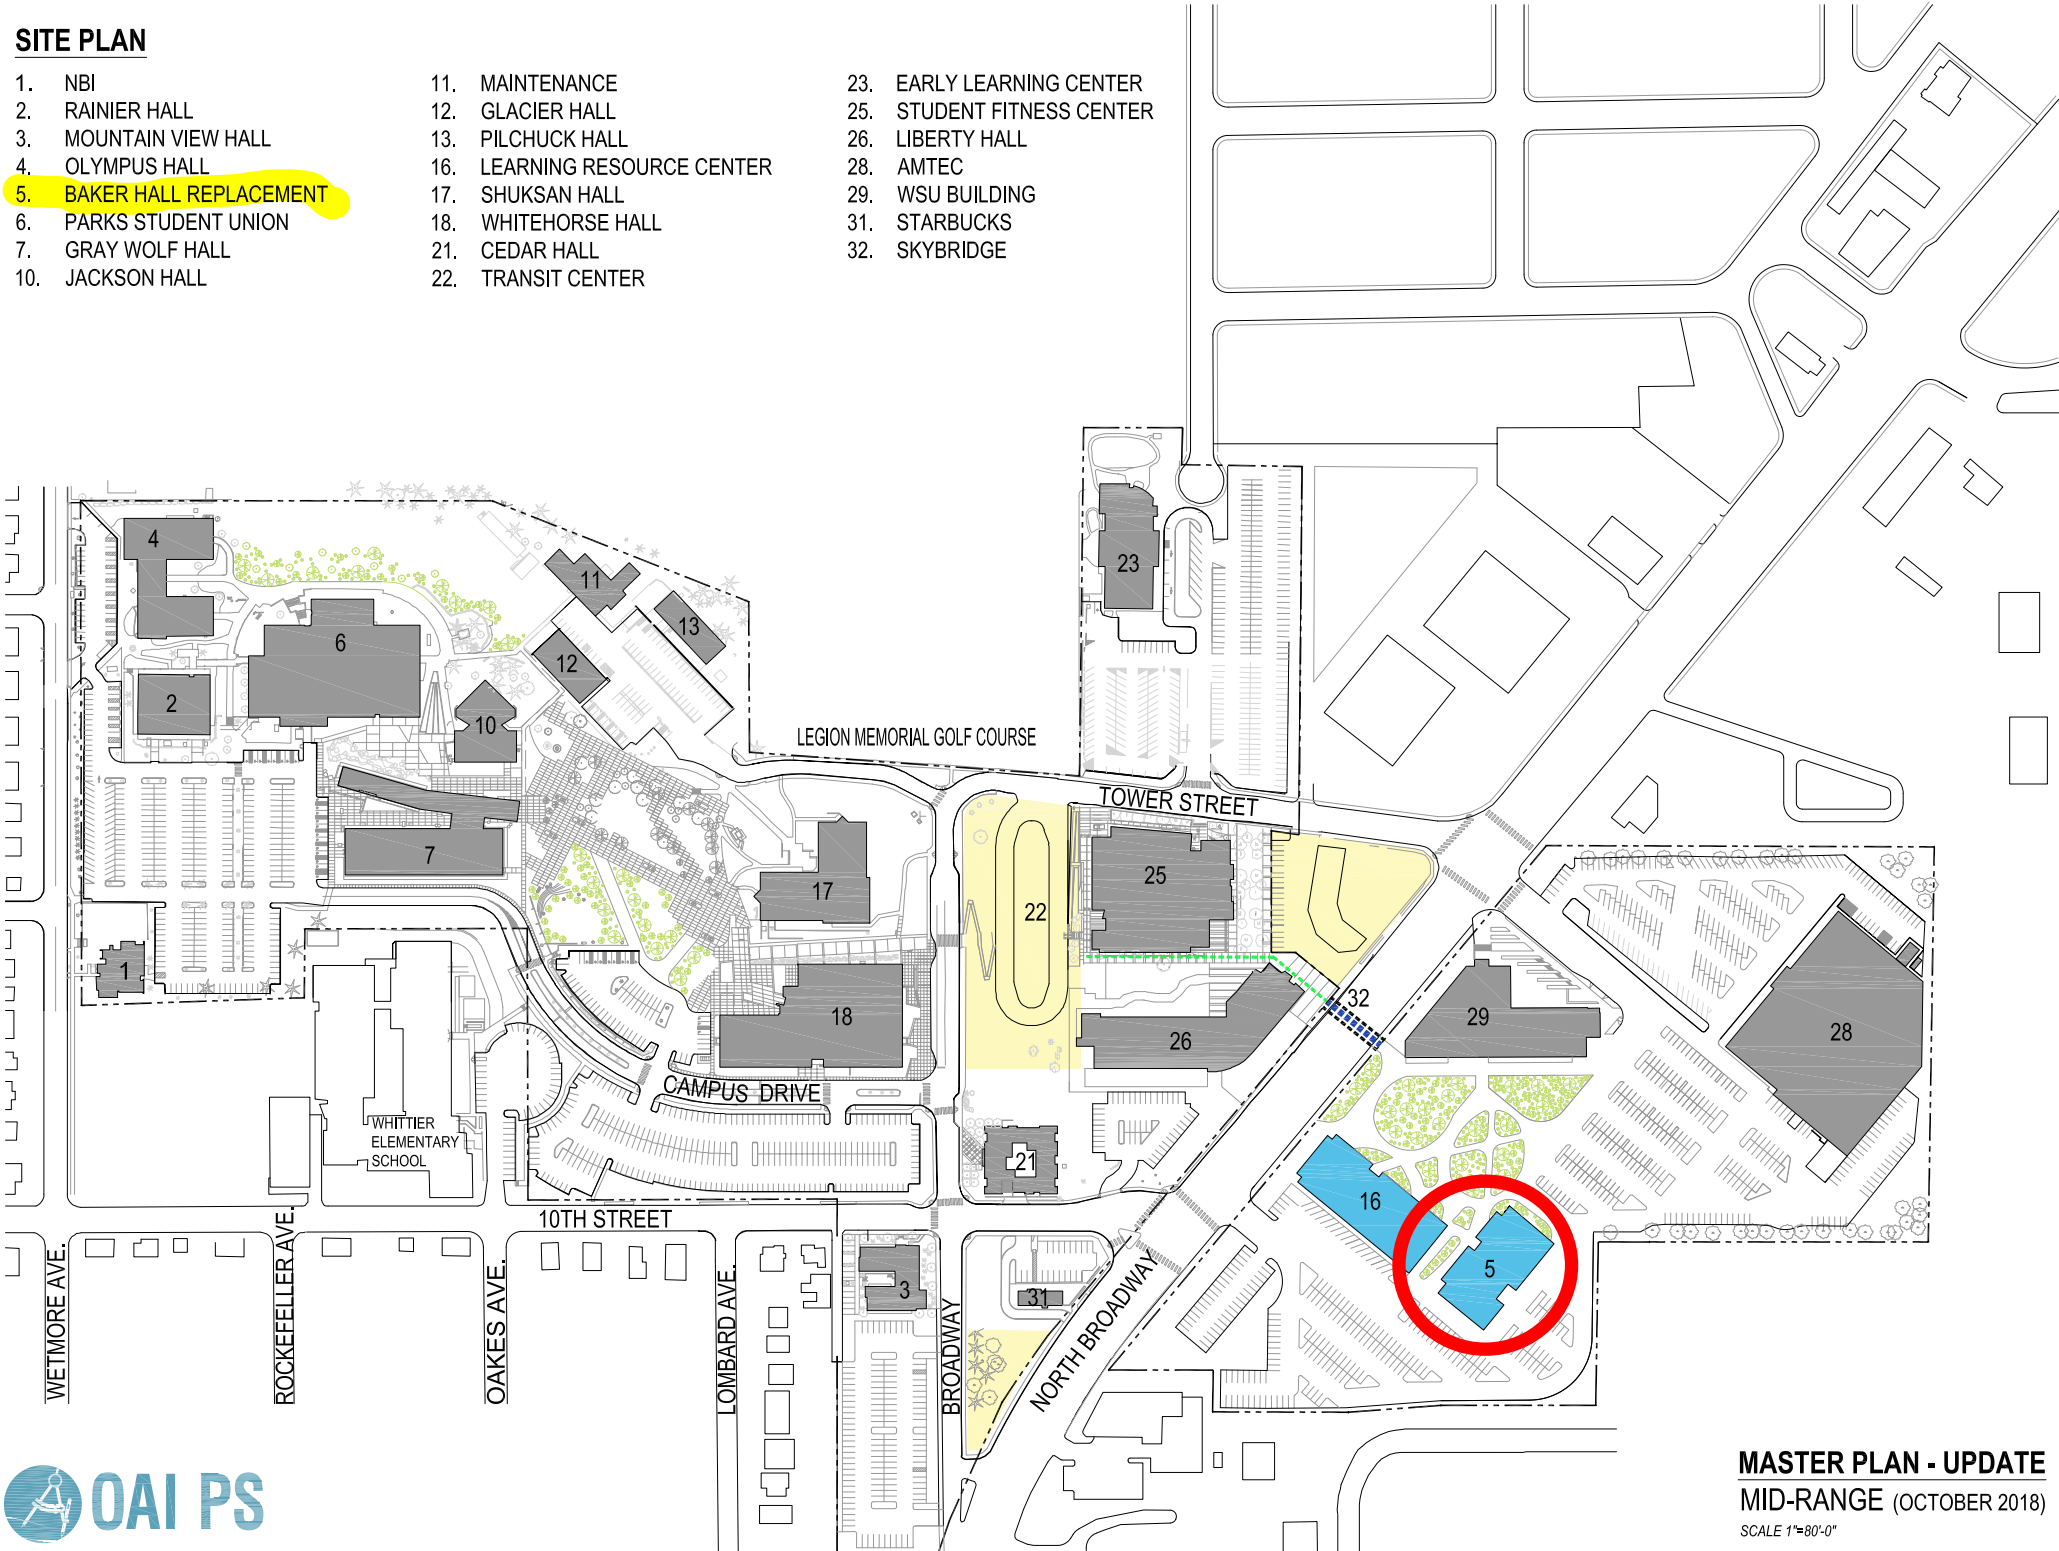 SITE PLAN
1. NBI
2. RAINIER HALL
3. MOUNTAIN VIEW HALL
4. OLYMPUS HALL
5. BAKER HALL REPLACEMENT
6. PARKS STUDENT UNION
7. GRAY WOLF HALL
10. JACKSON HALL
11. MAINTENANCE
12. GLACIER HALL
13. PILCHUCK HALL
16. LEARNING RESOURCE CENTER
17. SHUKSAN HALL
18. WHITEHORSE HALL
21. CEDAR HALL
22. TRANSIT CENTER
23. EARLY LEARNING CENTER
25. STUDENT FITNESS CENTER
26. LIBERTY HALL
28. AMTEC
29. WSU BUILDING
31. STARBUCKS
32. SKYBRIDGE
4
11
23
13
6
12
2
10
LEGION MEMORIAL GOLF COURSE
TOWER STREET
7
25
17
22
1
32
18
29
28
26
CAMPUS DRIVE
WHITTIER
ELEMENTARY
SCHOOL
21
16
10TH STREET
5
3
31
WETMORE AVE.
ROCKEFELLER AVE.
OAKES AVE.
LOMBARD AVE.
BROADWAY
NORTH BROADWAY
OAI PS
MASTER PLAN - UPDATE
MID-RANGE (OCTOBER 2018)
SCALE 1"=80'-0"